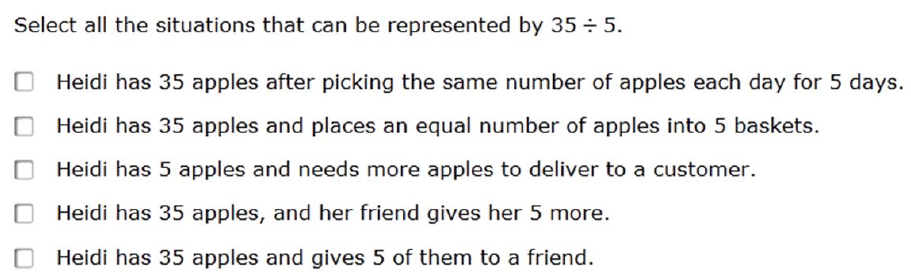 Select all the situations that can be represented by 35 ÷ 5.
Heidi has 35 apples after picking the same number of apples each day for 5 days.
Heidi has 35 apples and places an equal number of apples into 5 baskets.
Heidi has 5 apples and needs more apples to deliver to a customer.
Heidi has 35 apples, and her friend gives her 5 more.
Heidi has 35 apples and gives 5 of them to a friend.